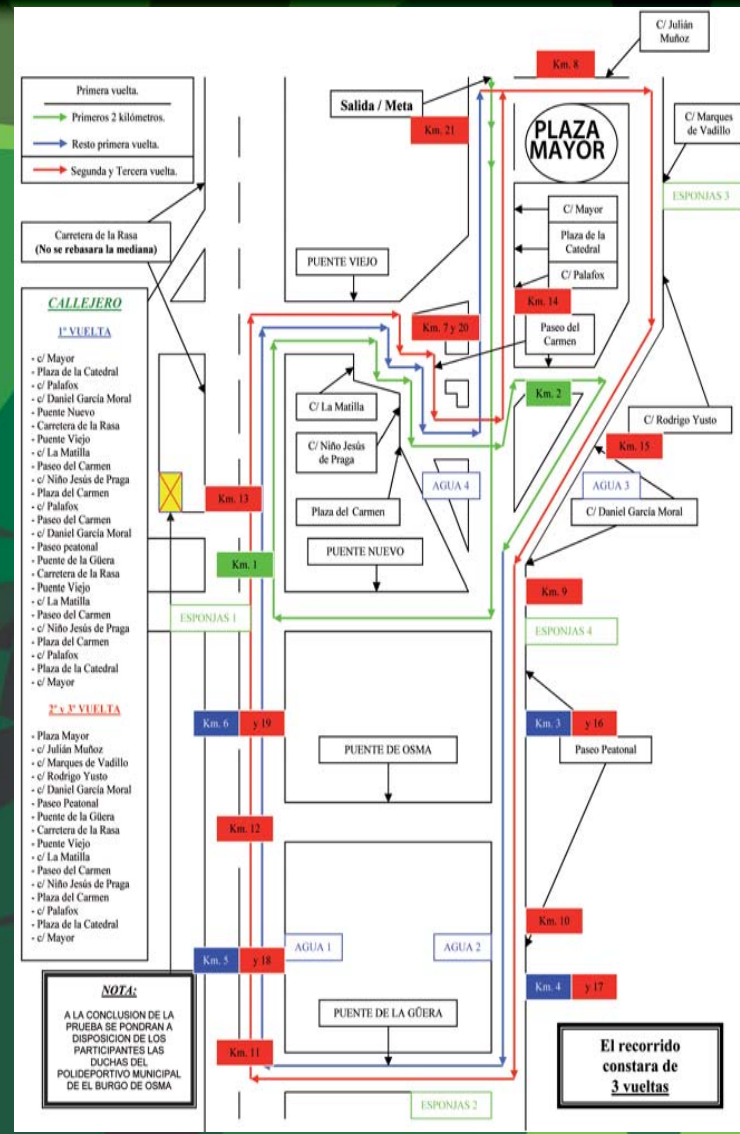 C/ Julián
Muñoz
Km. 8
Primera vuelta.
Primeros 2 kilómetros.
Resto primera vuelta.
Segunda y Tercera vuelta.
Salida / Meta
Km. 21
PLAZA
MAYOR
C/ Marques
de Vadillo
ESPONJAS 3
C/ Mayor
Plaza de la
Catedral
C/ Palafox
Carretera de la Rasa
(No se rebasara la mediana)
PUENTE VIEJO
Km. 14
Km. 7 y 20
Paseo del
Carmen
CALLEJERO
1ª VUELTA
- c/ Mayor
- Plaza de la Catedral
- c/ Palafox
- c/ Daniel García Moral
- Puente Nuevo
- Carretera de la Rasa
- Puente Viejo
- c/ La Matilla
- Paseo del Carmen
- c/ Niño Jesús de Praga
- Plaza del Carmen
- c/ Palafox
- Paseo del Carmen
- c/ Daniel García Moral
- Paseo peatonal
- Puente de la Güera
- Carretera de la Rasa
- Puente Viejo
- c/ La Matilla
- Paseo del Carmen
- c/ Niño Jesús de Praga
- Plaza del Carmen
- c/ Palafox
- Plaza de la Catedral
- c/ Mayor
2ª y 3ª VUELTA
- Plaza Mayor
- c/ Julián Muñoz
- c/ Marques de Vadillo
- c/ Rodrigo Yusto
- c/ Daniel García Moral
- Paseo Peatonal
- Puente de la Güera
- Carretera de la Rasa
- Puente Viejo
- c/ La Matilla
- Paseo del Carmen
- c/ Niño Jesús de Praga
- Plaza del Carmen
- c/ Palafox
- Plaza de la Catedral
- c/ Mayor
C/ La Matilla
Km. 2
C/ Niño Jesús
de Praga
C/ Rodrigo Yusto
Km. 15
Km. 13
AGUA 4
AGUA 3
Plaza del Carmen
C/ Daniel García Moral
PUENTE NUEVO
Km. 1
Km. 9
ESPONJAS 1
ESPONJAS 4
Km. 6
y 19
Km. 3
y 16
PUENTE DE OSMA
Paseo Peatonal
Km. 12
Km. 10
Km. 5
y 18
AGUA 1
AGUA 2
Km. 4
y 17
PUENTE DE LA GÜERA
Km. 11
ESPONJAS 2
NOTA:
A LA CONCLUSION DE LA
PRUEBA SE PONDRAN A
DISPOSICION DE LOS
PARTICIPANTES LAS
DUCHAS DEL
POLIDEPORTIVO MUNICIPAL
DE EL BURGO DE OSMA
El recorrido
constara de
3 vueltas